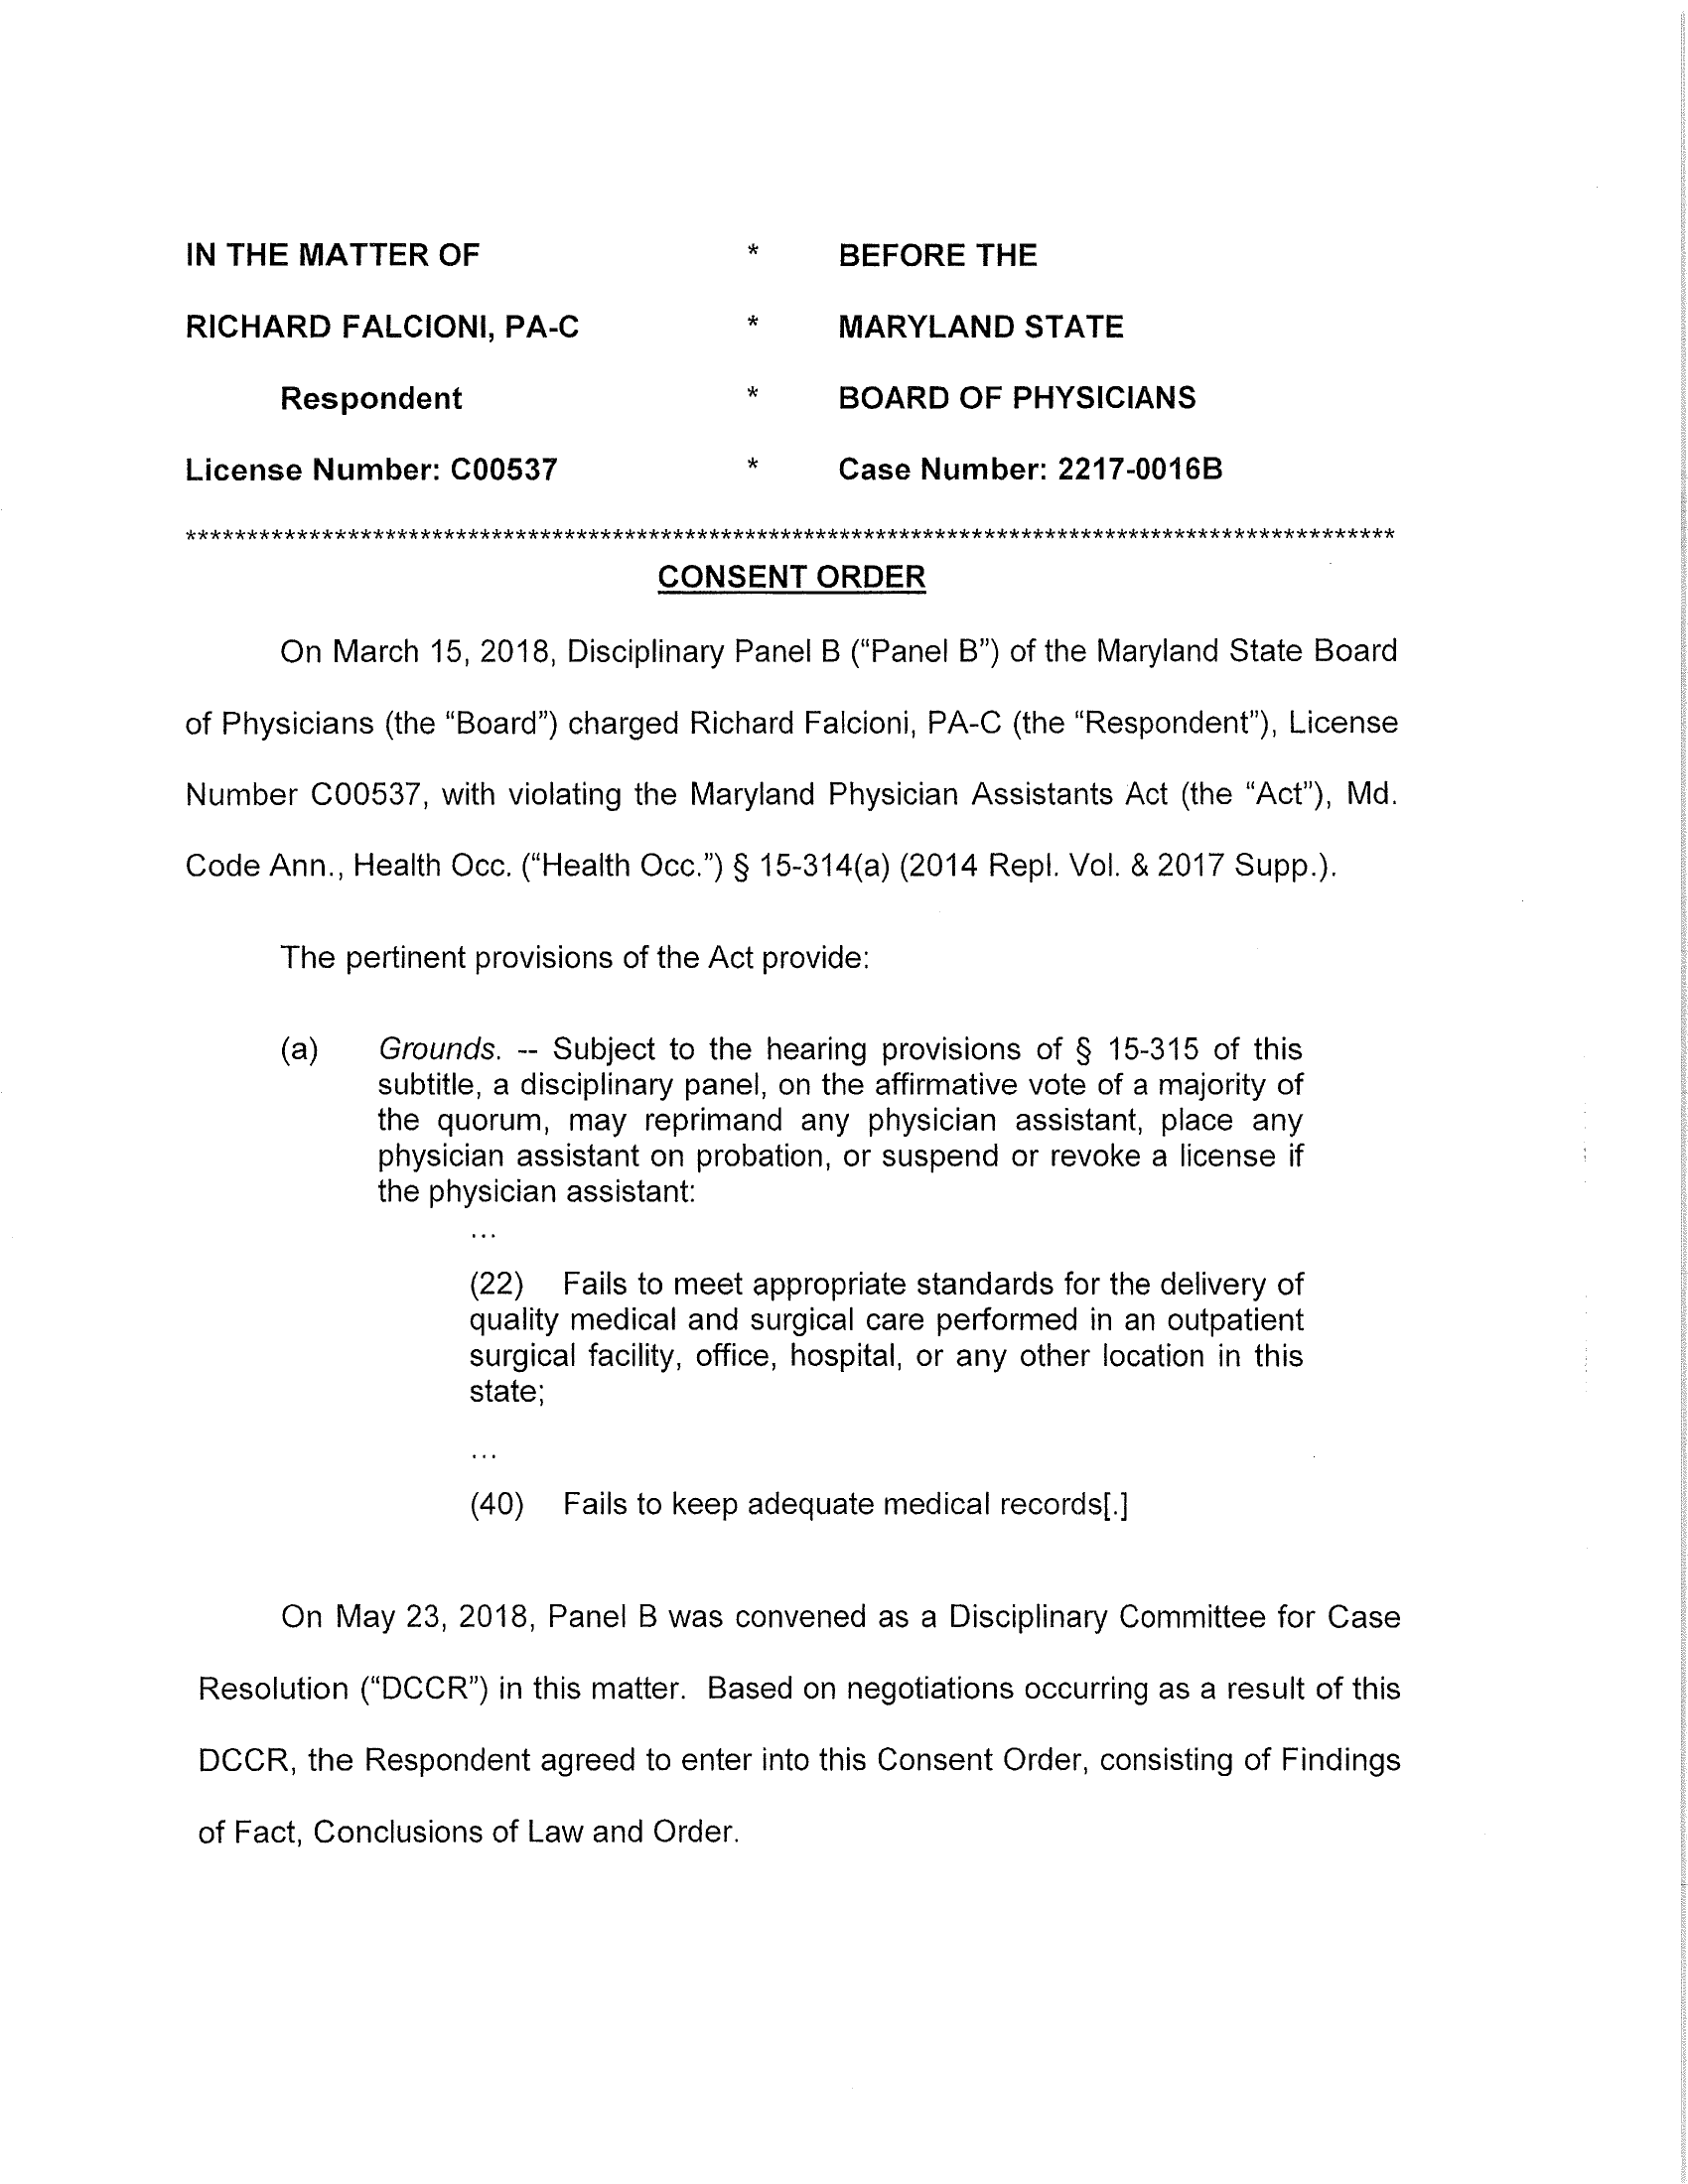 IN THE MATTER OF * BEFORE THE
RICHARD FALCIONI, PA-C * MARYLAND STATE
Respondent * BOARD OF PHYSICIANS
License Number: C00537 * Case Number: 2217-0016B
****************************************************************************************************
CONSENT ORDER
On March 15, 2018, Disciplinary Panel B (“Panel B”) of the Maryland State Board
of Physicians (the “Board”) charged Richard Falcioni, PA-C (the “Respondent”), License
Number C00537, with violating the Maryland Physician Assistants Act (the “Act”), Md.
Code Ann., Health Occ. (“Health Occ.”) § 15-314(a) (2014 Repl. Vol. & 2017 Supp.).
The pertinent provisions of the Act provide:
(a) Grounds. -- Subject to the hearing provisions of § 15-315 of this
subtitle, a disciplinary panel, on the affirmative vote of a majority of
the quorum, may reprimand any physician assistant, place any
physician assistant on probation, or suspend or revoke a license if
the physician assistant:
...
(22) Fails to meet appropriate standards for the delivery of
quality medical and surgical care performed in an outpatient
surgical facility, office, hospital, or any other location in this
state;
...
(40) Fails to keep adequate medical records[.]
On May 23, 2018, Panel B was convened as a Disciplinary Committee for Case
Resolution (“DCCR”) in this matter. Based on negotiations occurring as a result of this
DCCR, the Respondent agreed to enter into this Consent Order, consisting of Findings
of Fact, Conclusions of Law and Order.